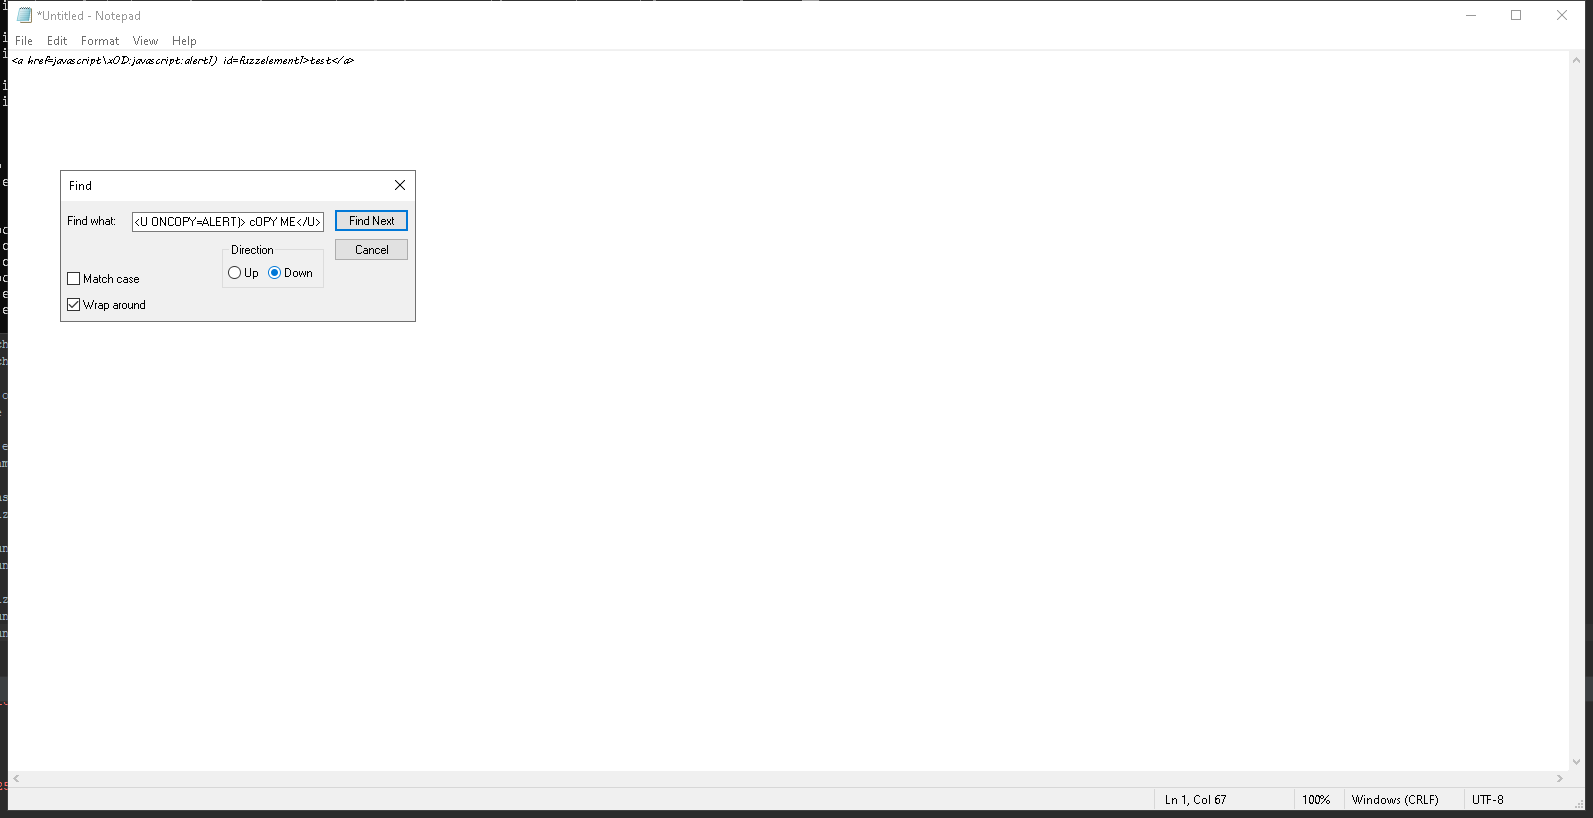 *Untitled - Notepad
File Edit Format View Help
<a href=javascript\x0D:javascript:alert1) id=fuzzelement1>test</a>
Find
Find what: <U ONCOPY=ALERT)> cOPY ME</U> Find Next
Direction Cancel
Up Down
Match case
Wrap around
Ln 1, Col 67 100% Windows (CRLF) UTF-8